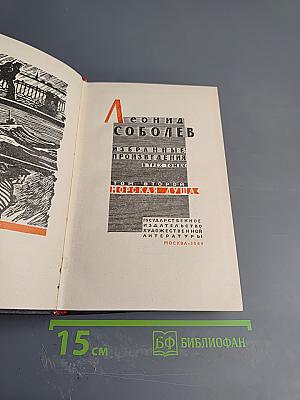 Леонид
СОБОЛЕВ
ИЗБРАННЫЕ
ПРОИЗВЕДЕНИЯ
В ТРЕХ ТОМАХ
ТОМ ВТОРОЙ
МОРСКАЯ ДУША
ГОСУДАРСТВЕННОЕ
ИЗДАТЕЛЬСТВО
ХУДОЖЕСТВЕННОЙ
ЛИТЕРАТУРЫ
МОСКВА
15 см БФ БИБЛИОФАН